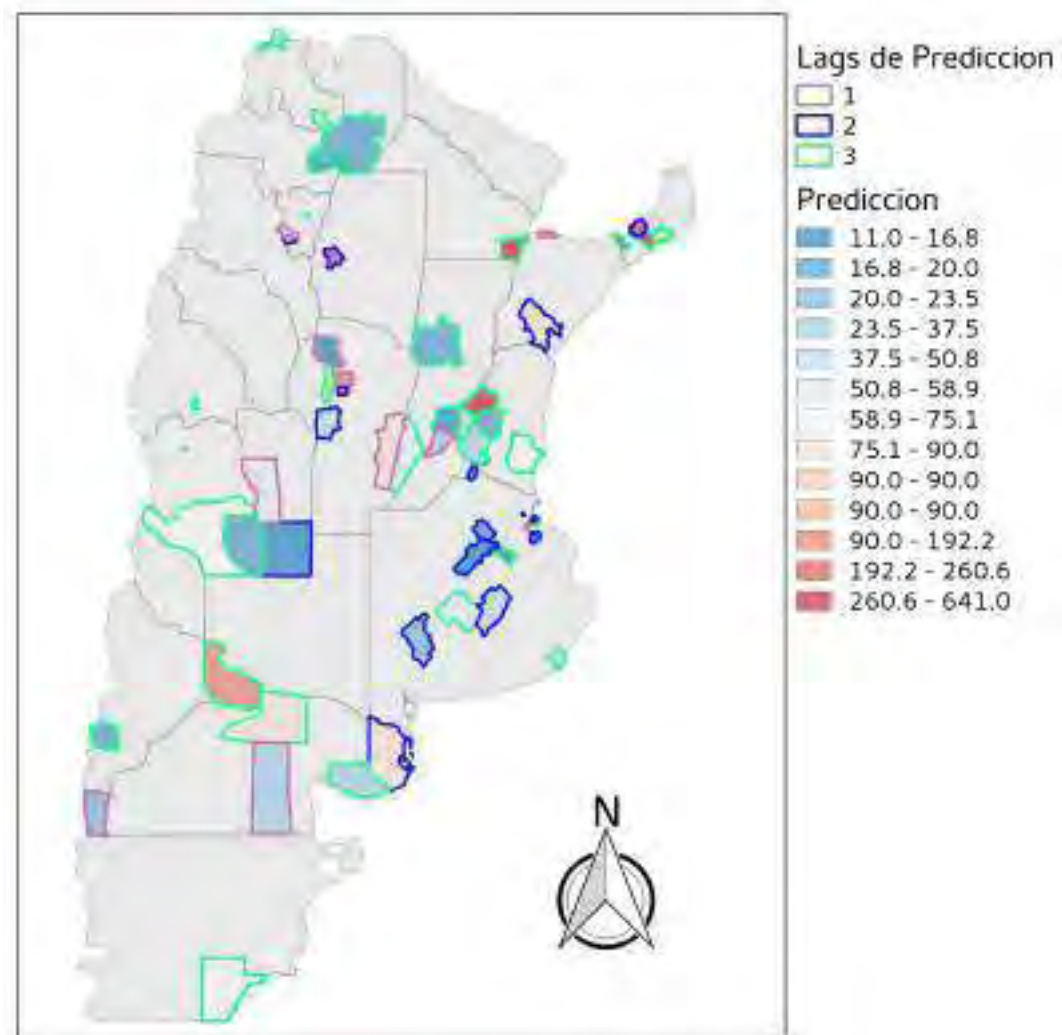 Lags de Prediccion
1
2
3
Prediccion
11.0 - 16.8
16.8 - 20.0
20.0 - 23.5
23.5 - 37.5
37.5 - 50.8
50.8 - 58.9
58.9 - 75.1
75.1 - 90.0
90.0 - 90.0
90.0 - 90.0
90.0 - 192.2
192.2 - 260.6
260.6 - 641.0
N